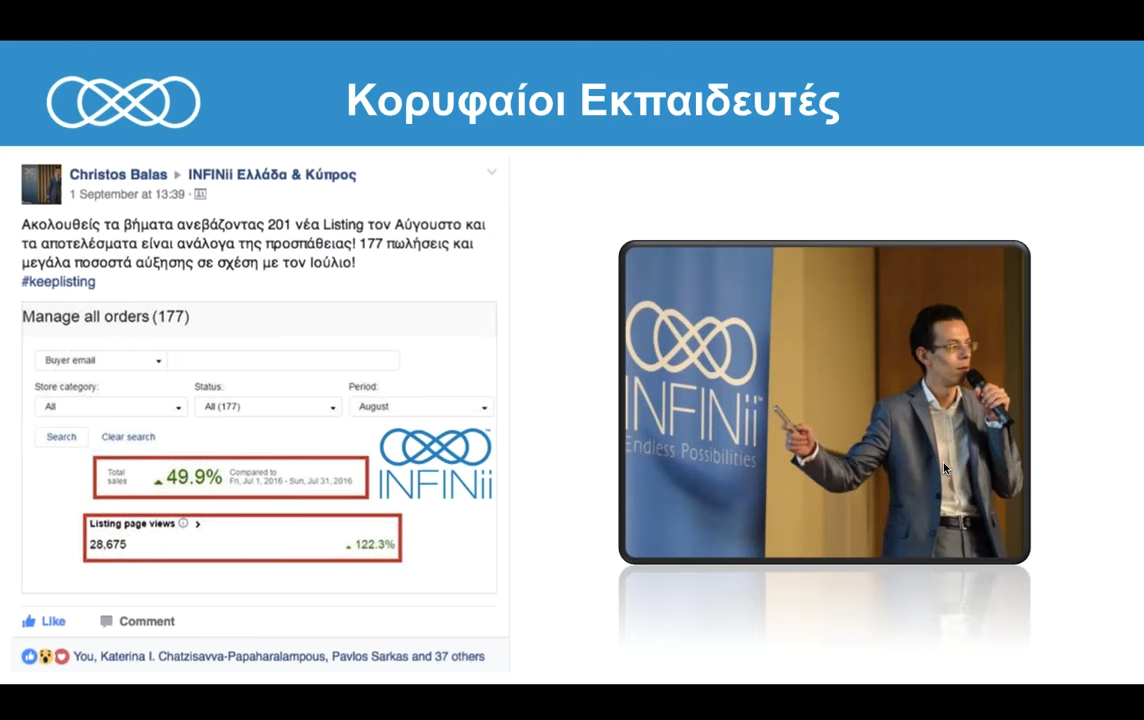 Κορυφαίοι Εκπαιδευτές
Christos Balas ▸ INFINii Ελλάδα & Κύπρος
1 September at 13:39 ·
Ακολουθείς τα βήματα ανεβάζοντας 201 νέα Listing τον Αύγουστο και
τα αποτελέσματα είναι ανάλογα της προσπάθειας! 177 πωλήσεις και
μεγάλα ποσοστά αύξησης σε σχέση με τον Ιούλιο!
#keeplisting
Manage all orders (177)
Buyer email
Store category: Status: Period:
All All (177) August
Search Clear search
INFINii™
Total
sales
49.9%
Compared to
Fri, Jul 1, 2016 - Sun, Jul 31, 2016
Listing page views
28,675 122.3%
Like Comment
You, Katerina I. Chatzisavva-Papaharalampous, Pavlos Sarkas and 37 others
INFINii™
Endless Possibilities